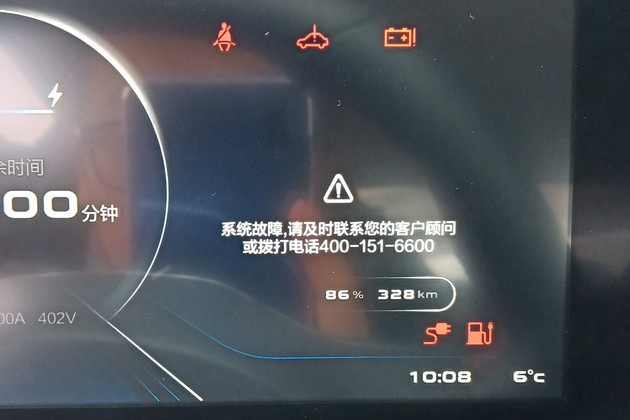 余时间
00分钟
系统故障,请及时联系您的客户顾问
或拨打电话400-151-6600
86% 328km
00A 402V
10:08 6°c